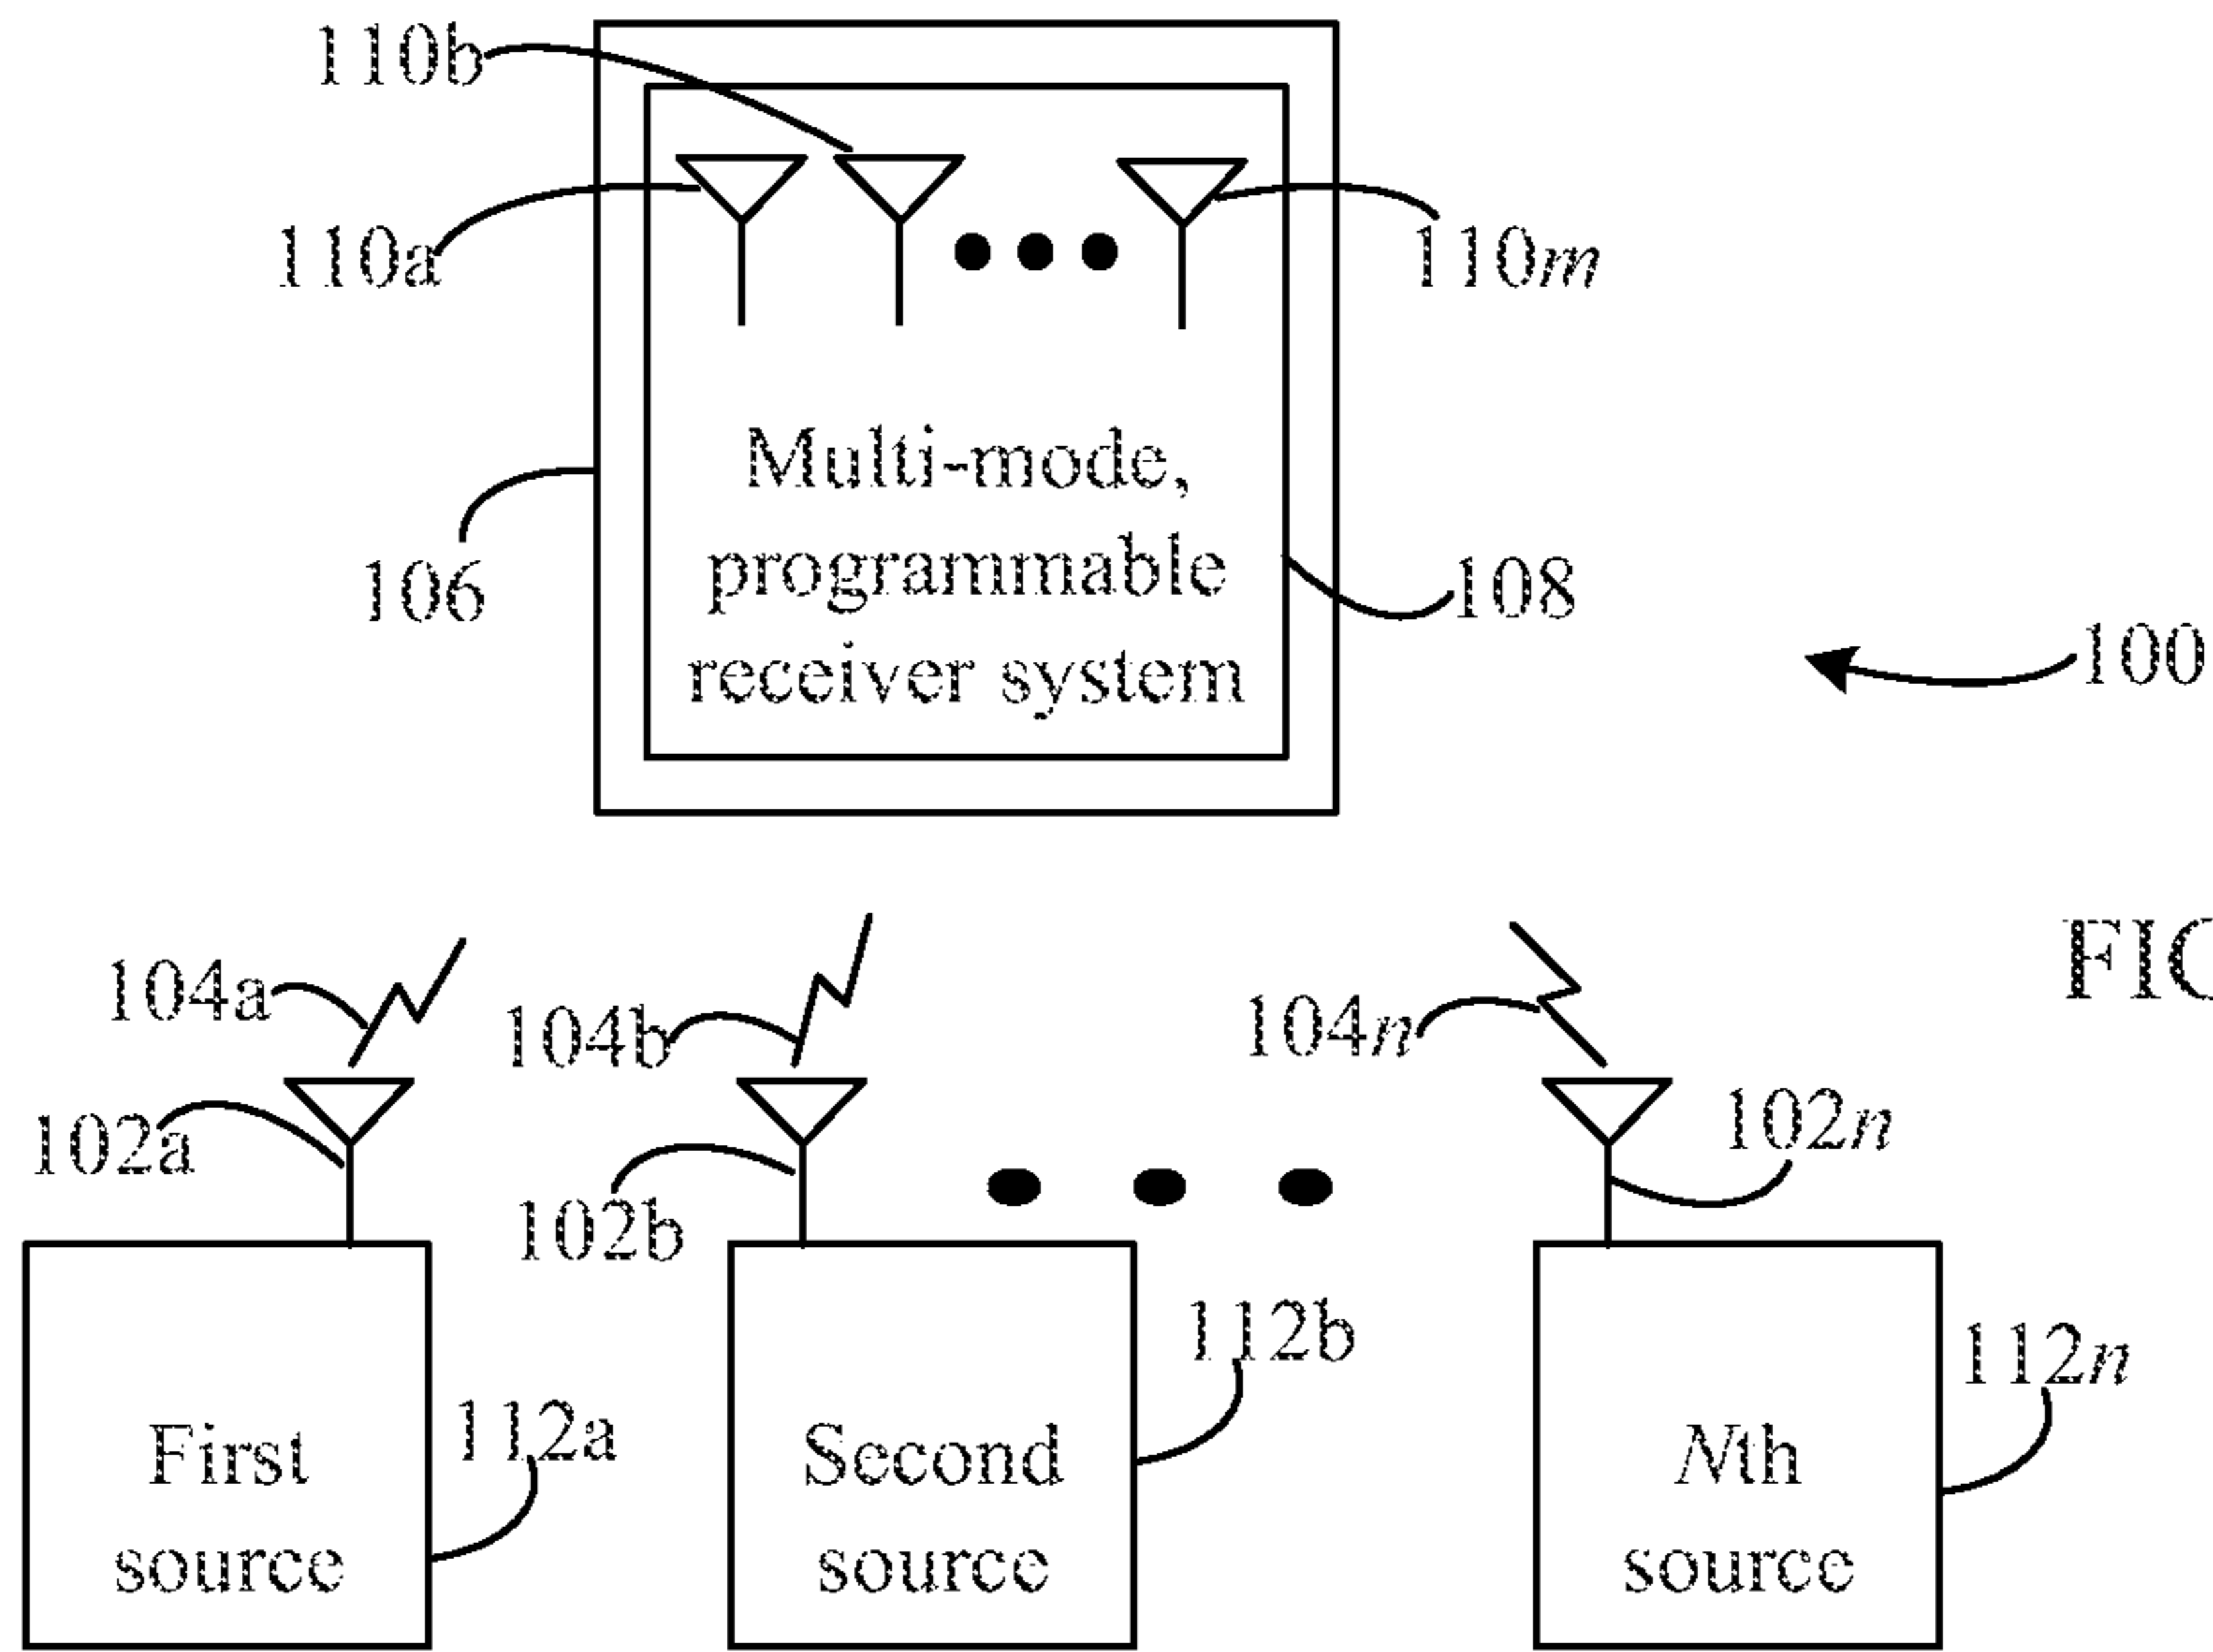 110b
110a
110m
Multi-mode,
programmable
receiver system
106
108
100
FIG
104a
104b
104n
102a
102b
102n
112a
112b
112n
First
source
Second
source
Nth
source